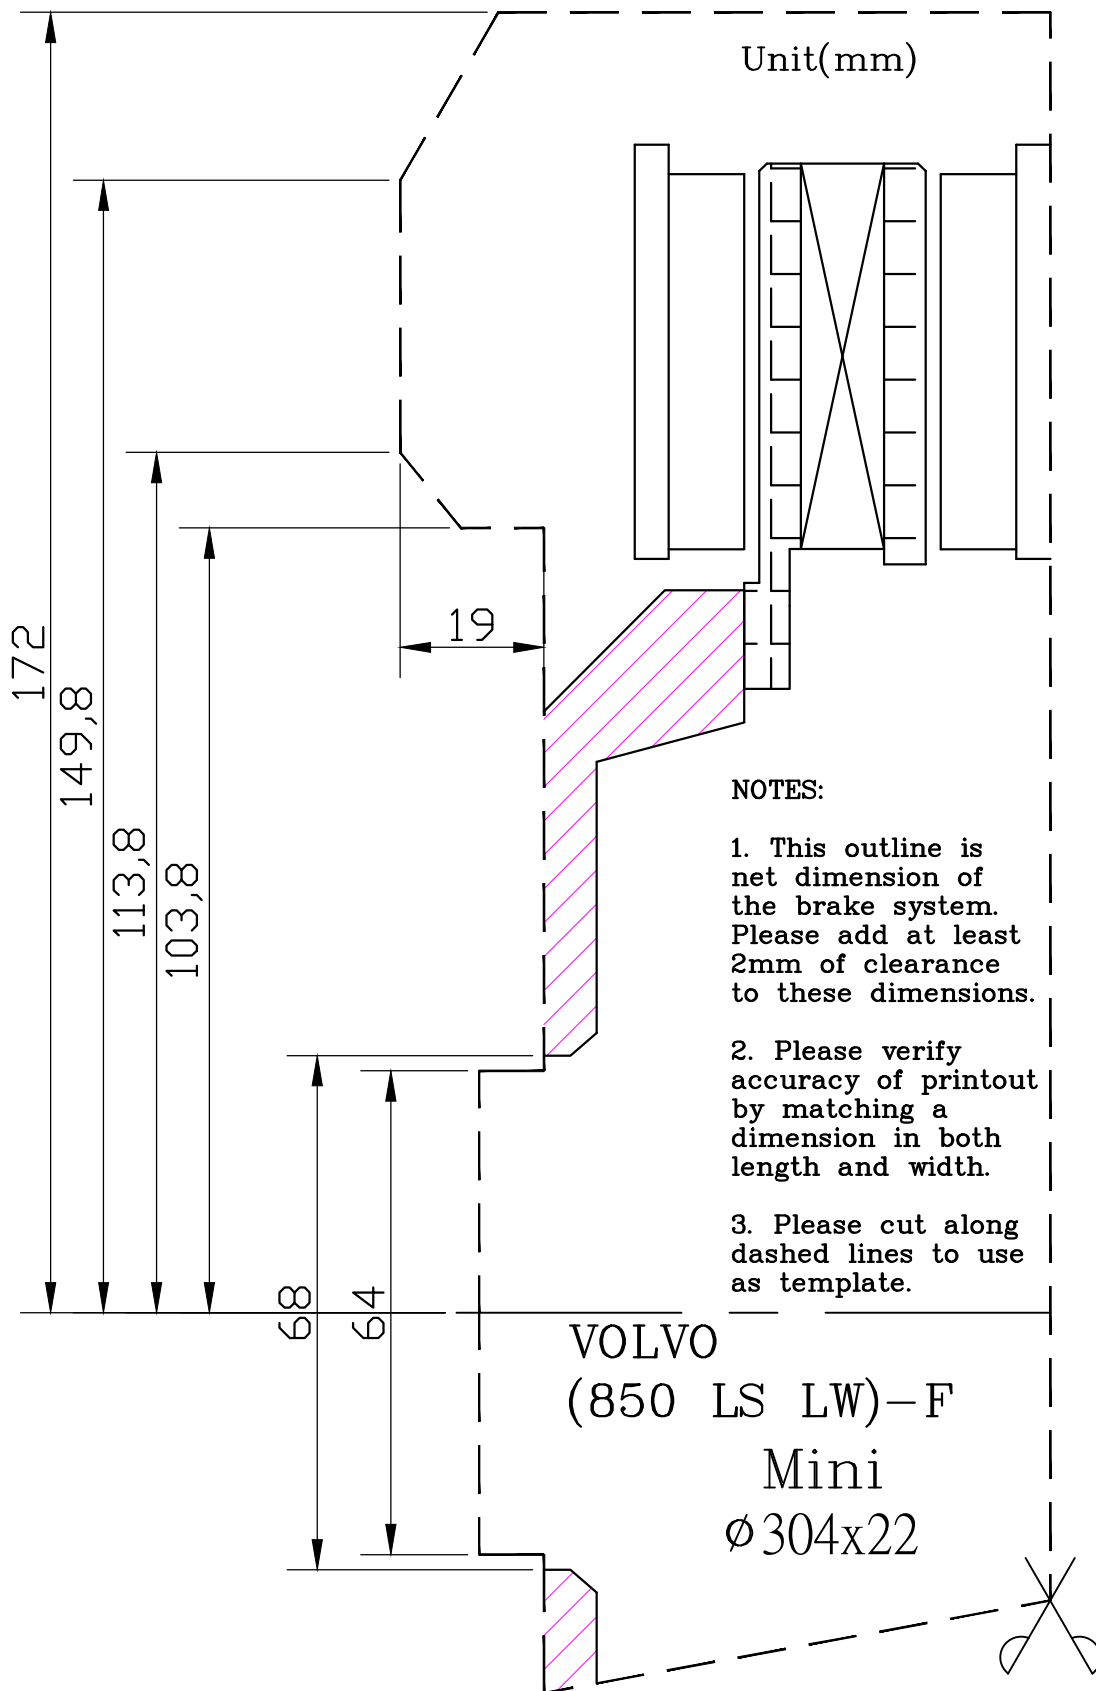 Unit(mm)
172
149,8
113,8
103,8
19
68
64
NOTES:
1. This outline is
net dimension of
the brake system.
Please add at least
2mm of clearance
to these dimensions.
2. Please verify
accuracy of printout
by matching a
dimension in both
length and width.
3. Please cut along
dashed lines to use
as template.
VOLVO
(850 LS LW)-F
Mini
Ø304x22